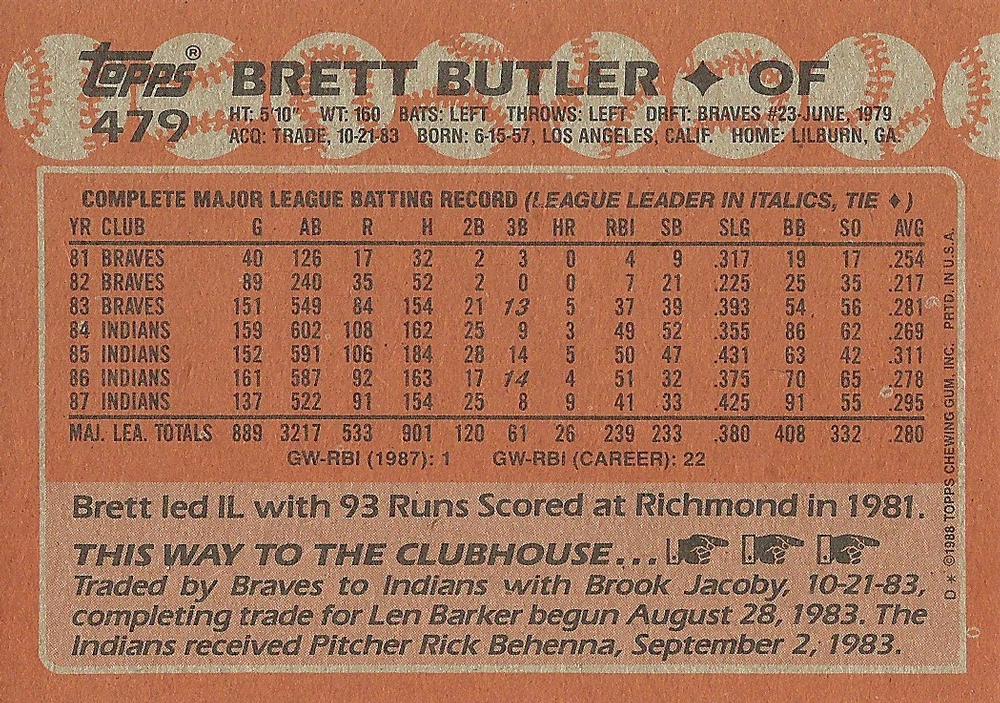 topps® BRETT BUTLER ✦ OF
479 HT: 5'10" WT: 160 BATS: LEFT THROWS: LEFT DRFT: BRAVES #23-JUNE, 1979
ACQ: TRADE, 10-21-83 BORN: 6-15-57, LOS ANGELES, CALIF. HOME: LILBURN, GA.
COMPLETE MAJOR LEAGUE BATTING RECORD (LEAGUE LEADER IN ITALICS, TIE ♦)
YR CLUB G AB R H 2B 3B HR RBI SB SLG BB SO AVG
81 BRAVES 40 126 17 32 2 3 0 4 9 .317 19 17 .254
82 BRAVES 89 240 35 52 2 0 0 7 21 .225 25 35 .217
83 BRAVES 151 549 84 154 21 13 5 37 39 .393 54 56 .281
84 INDIANS 159 602 108 162 25 9 3 49 52 .355 86 62 .269
85 INDIANS 152 591 106 184 28 14 5 50 47 .431 63 42 .311
86 INDIANS 161 587 92 163 17 14 4 51 32 .375 70 65 .278
87 INDIANS 137 522 91 154 25 8 9 41 33 .425 91 55 .295
MAJ. LEA. TOTALS 889 3217 533 901 120 61 26 239 233 .380 408 332 .280
GW-RBI (1987): 1 GW-RBI (CAREER): 22
Brett led IL with 93 Runs Scored at Richmond in 1981.
THIS WAY TO THE CLUBHOUSE...
Traded by Braves to Indians with Brook Jacoby, 10-21-83,
completing trade for Len Barker begun August 28, 1983. The
Indians received Pitcher Rick Behenna, September 2, 1983.
D * ©1988 TOPPS CHEWING GUM, INC. PRTD. IN U.S.A.